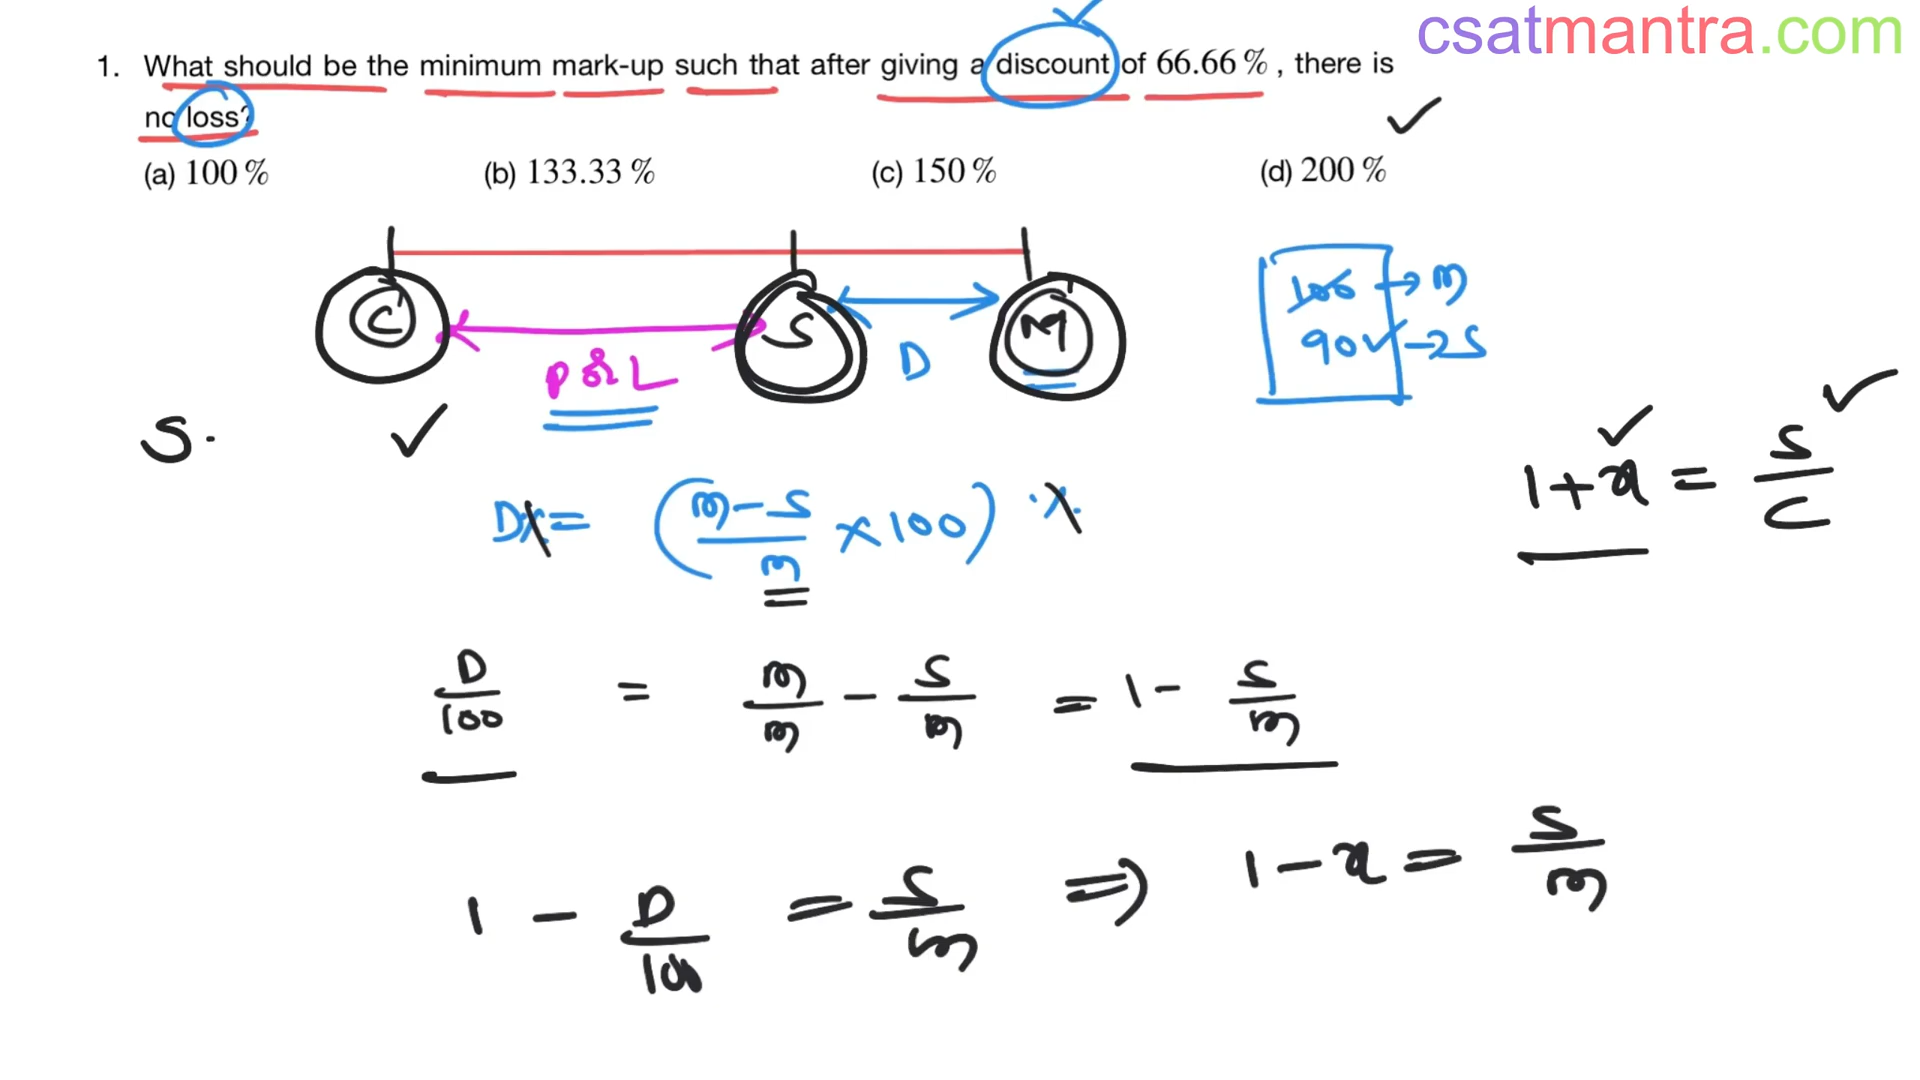 csatmantra.com
1. What should be the minimum mark-up such that after giving a discount of 66.66 % , there is
no loss?
(a) 100 % (b) 133.33 % (c) 150 % (d) 200 %
C S M
P or L D
100 → M
90 → S
S.
D% = (M - S / M × 100) %
1 + x = S / C
D / 100 = M / M - S / M = 1 - S / M
1 - D / 100 = S / M ⇒ 1 - x = S / M